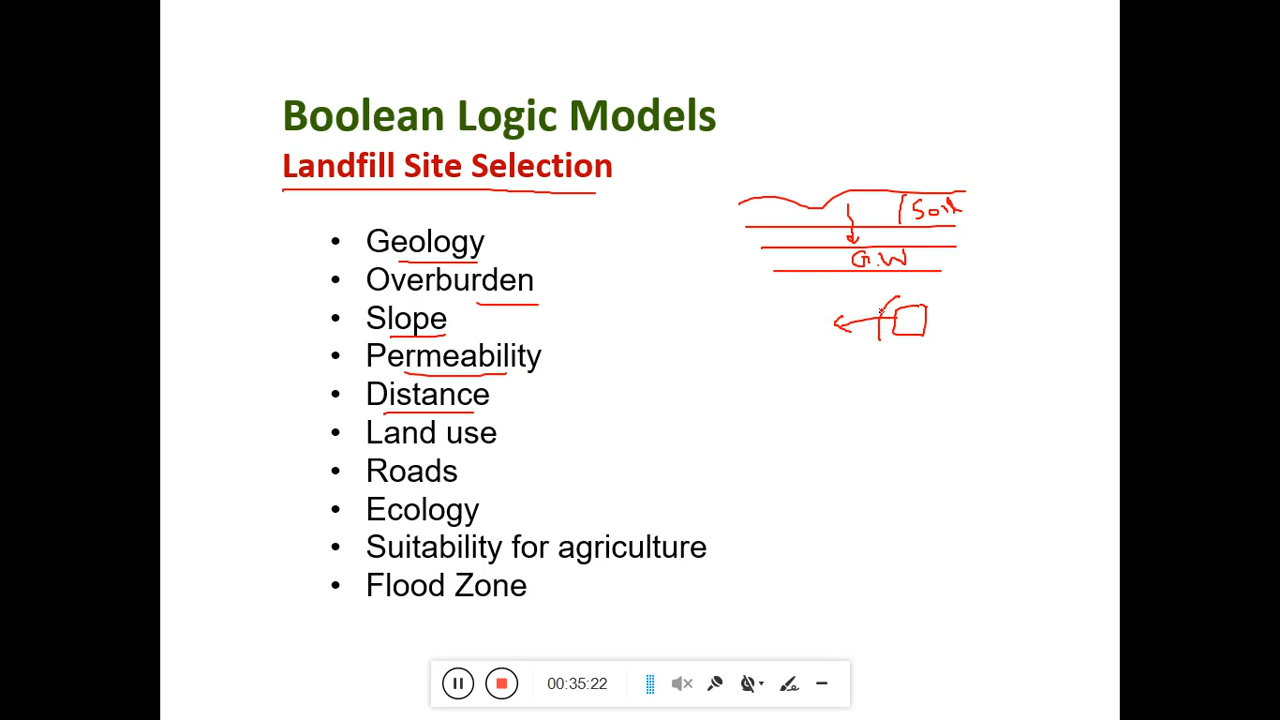 Boolean Logic Models
Landfill Site Selection
• Geology
• Overburden
• Slope
• Permeability
• Distance
• Land use
• Roads
• Ecology
• Suitability for agriculture
• Flood Zone
Soil
G.W
00:35:22